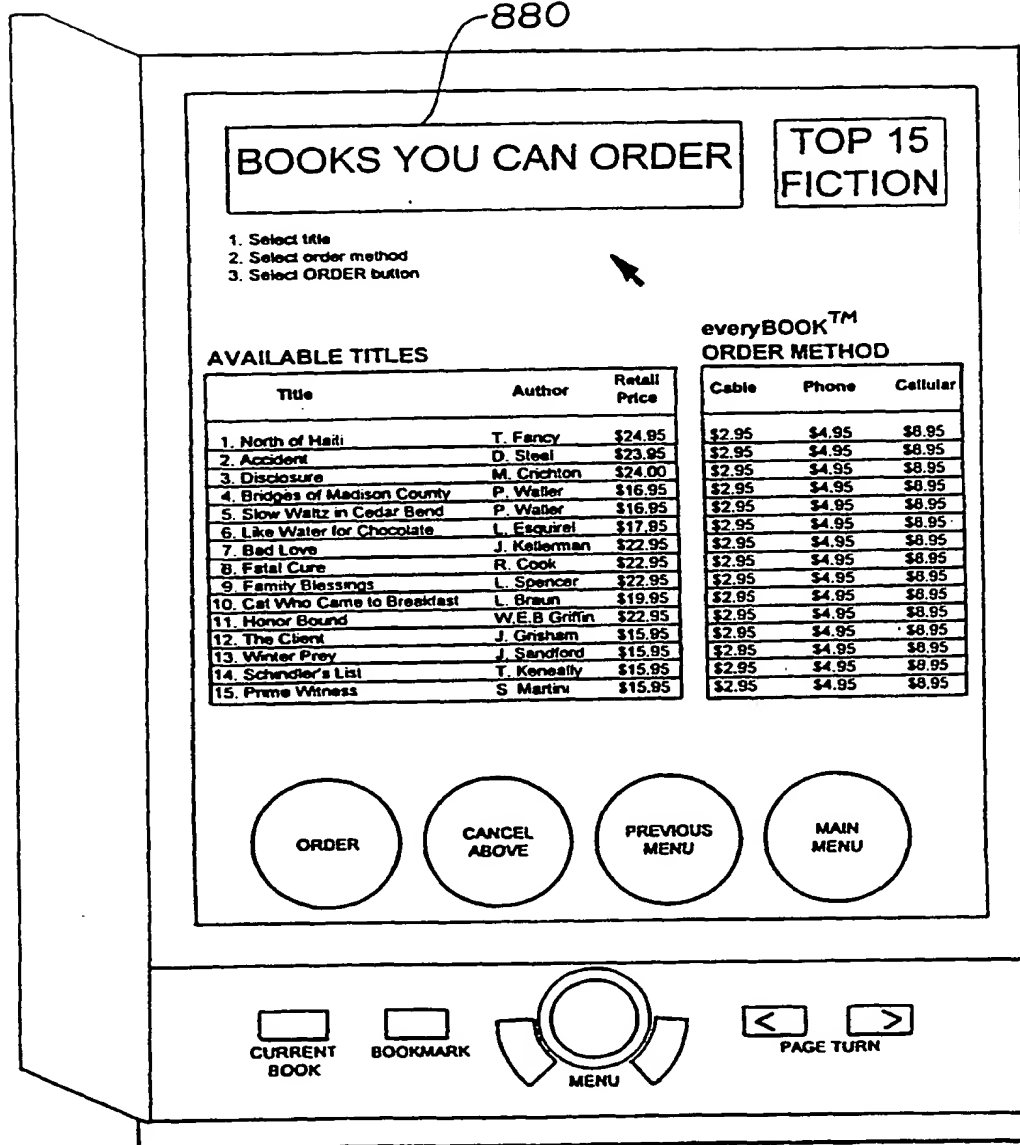 880
BOOKS YOU CAN ORDER
TOP 15
FICTION
1. Select title
2. Select order method
3. Select ORDER button
AVAILABLE TITLES
everyBOOK™
ORDER METHOD
Title Author Retail Price Cable Phone Cellular
1. North of Haiti T. Fancy $24.95 $2.95 $4.95 $8.95
2. Accident D. Steel $23.95 $2.95 $4.95 $8.95
3. Disclosure M. Crichton $24.00 $2.95 $4.95 $8.95
4. Bridges of Madison County P. Waller $16.95 $2.95 $4.95 $8.95
5. Slow Waltz in Cedar Bend P. Waller $16.95 $2.95 $4.95 $8.95
6. Like Water for Chocolate L. Esquirel $17.95 $2.95 $4.95 $8.95
7. Bad Love J. Kellerman $22.95 $2.95 $4.95 $8.95
8. Fatal Cure R. Cook $22.95 $2.95 $4.95 $8.95
9. Family Blessings L. Spencer $22.95 $2.95 $4.95 $8.95
10. Cat Who Came to Breakfast L. Braun $19.95 $2.95 $4.95 $8.95
11. Honor Bound W.E.B Griffin $22.95 $2.95 $4.95 $8.95
12. The Client J. Grisham $15.95 $2.95 $4.95 $8.95
13. Winter Prey J. Sandford $15.95 $2.95 $4.95 $8.95
14. Schindler's List T. Keneally $15.95 $2.95 $4.95 $8.95
15. Prime Witness S Martini $15.95 $2.95 $4.95 $8.95
ORDER
CANCEL
ABOVE
PREVIOUS
MENU
MAIN
MENU
< >
CURRENT
BOOK
BOOKMARK
MENU
PAGE TURN